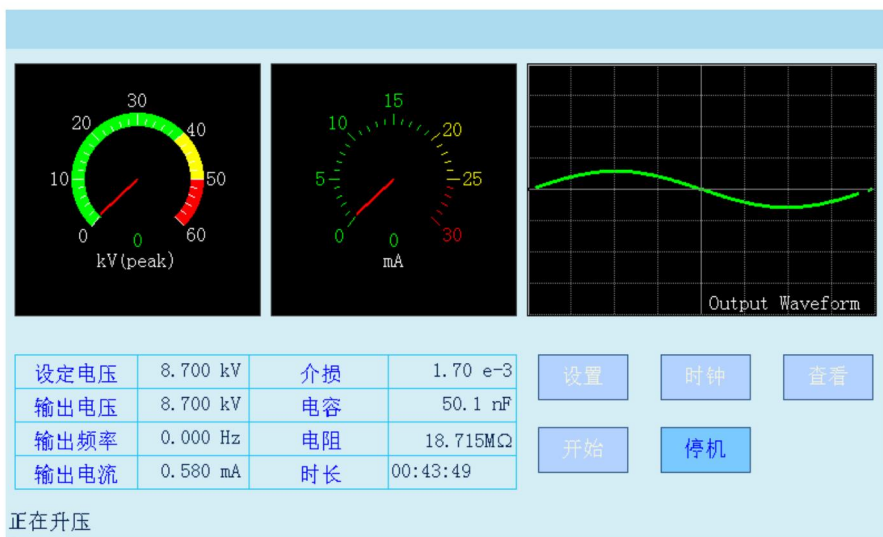 30
20
40
10
50
0
0
60
kV(peak)
15
10
20
5
25
0
0
30
mA
Output Waveform
设定电压 8.700 kV 介损 1.70 e-3
输出电压 8.700 kV 电容 50.1 nF
输出频率 0.000 Hz 电阻 18.715MΩ
输出电流 0.580 mA 时长 00:43:49
设置 时钟 查看
开始 停机
正在升压